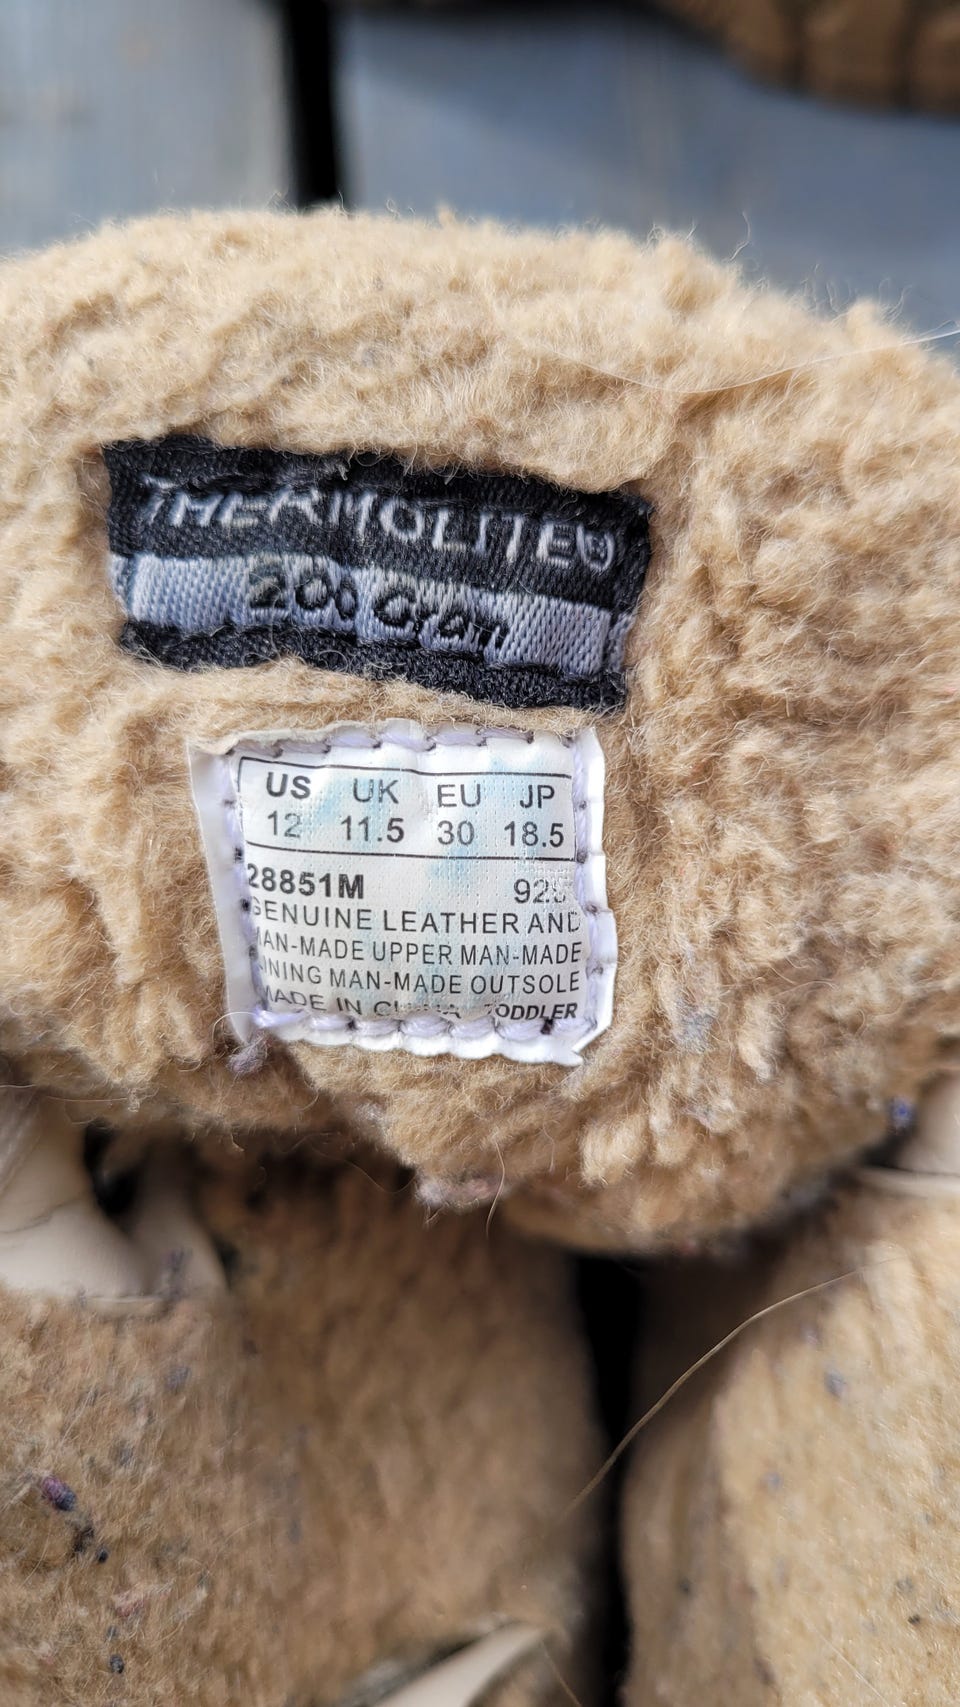 THERMOLITE®
200 Gram
US UK EU JP
12 11.5 30 18.5
28851M
GENUINE LEATHER AND
MAN-MADE UPPER MAN-MADE
LINING MAN-MADE OUTSOLE
MADE IN CHINA TODDLER